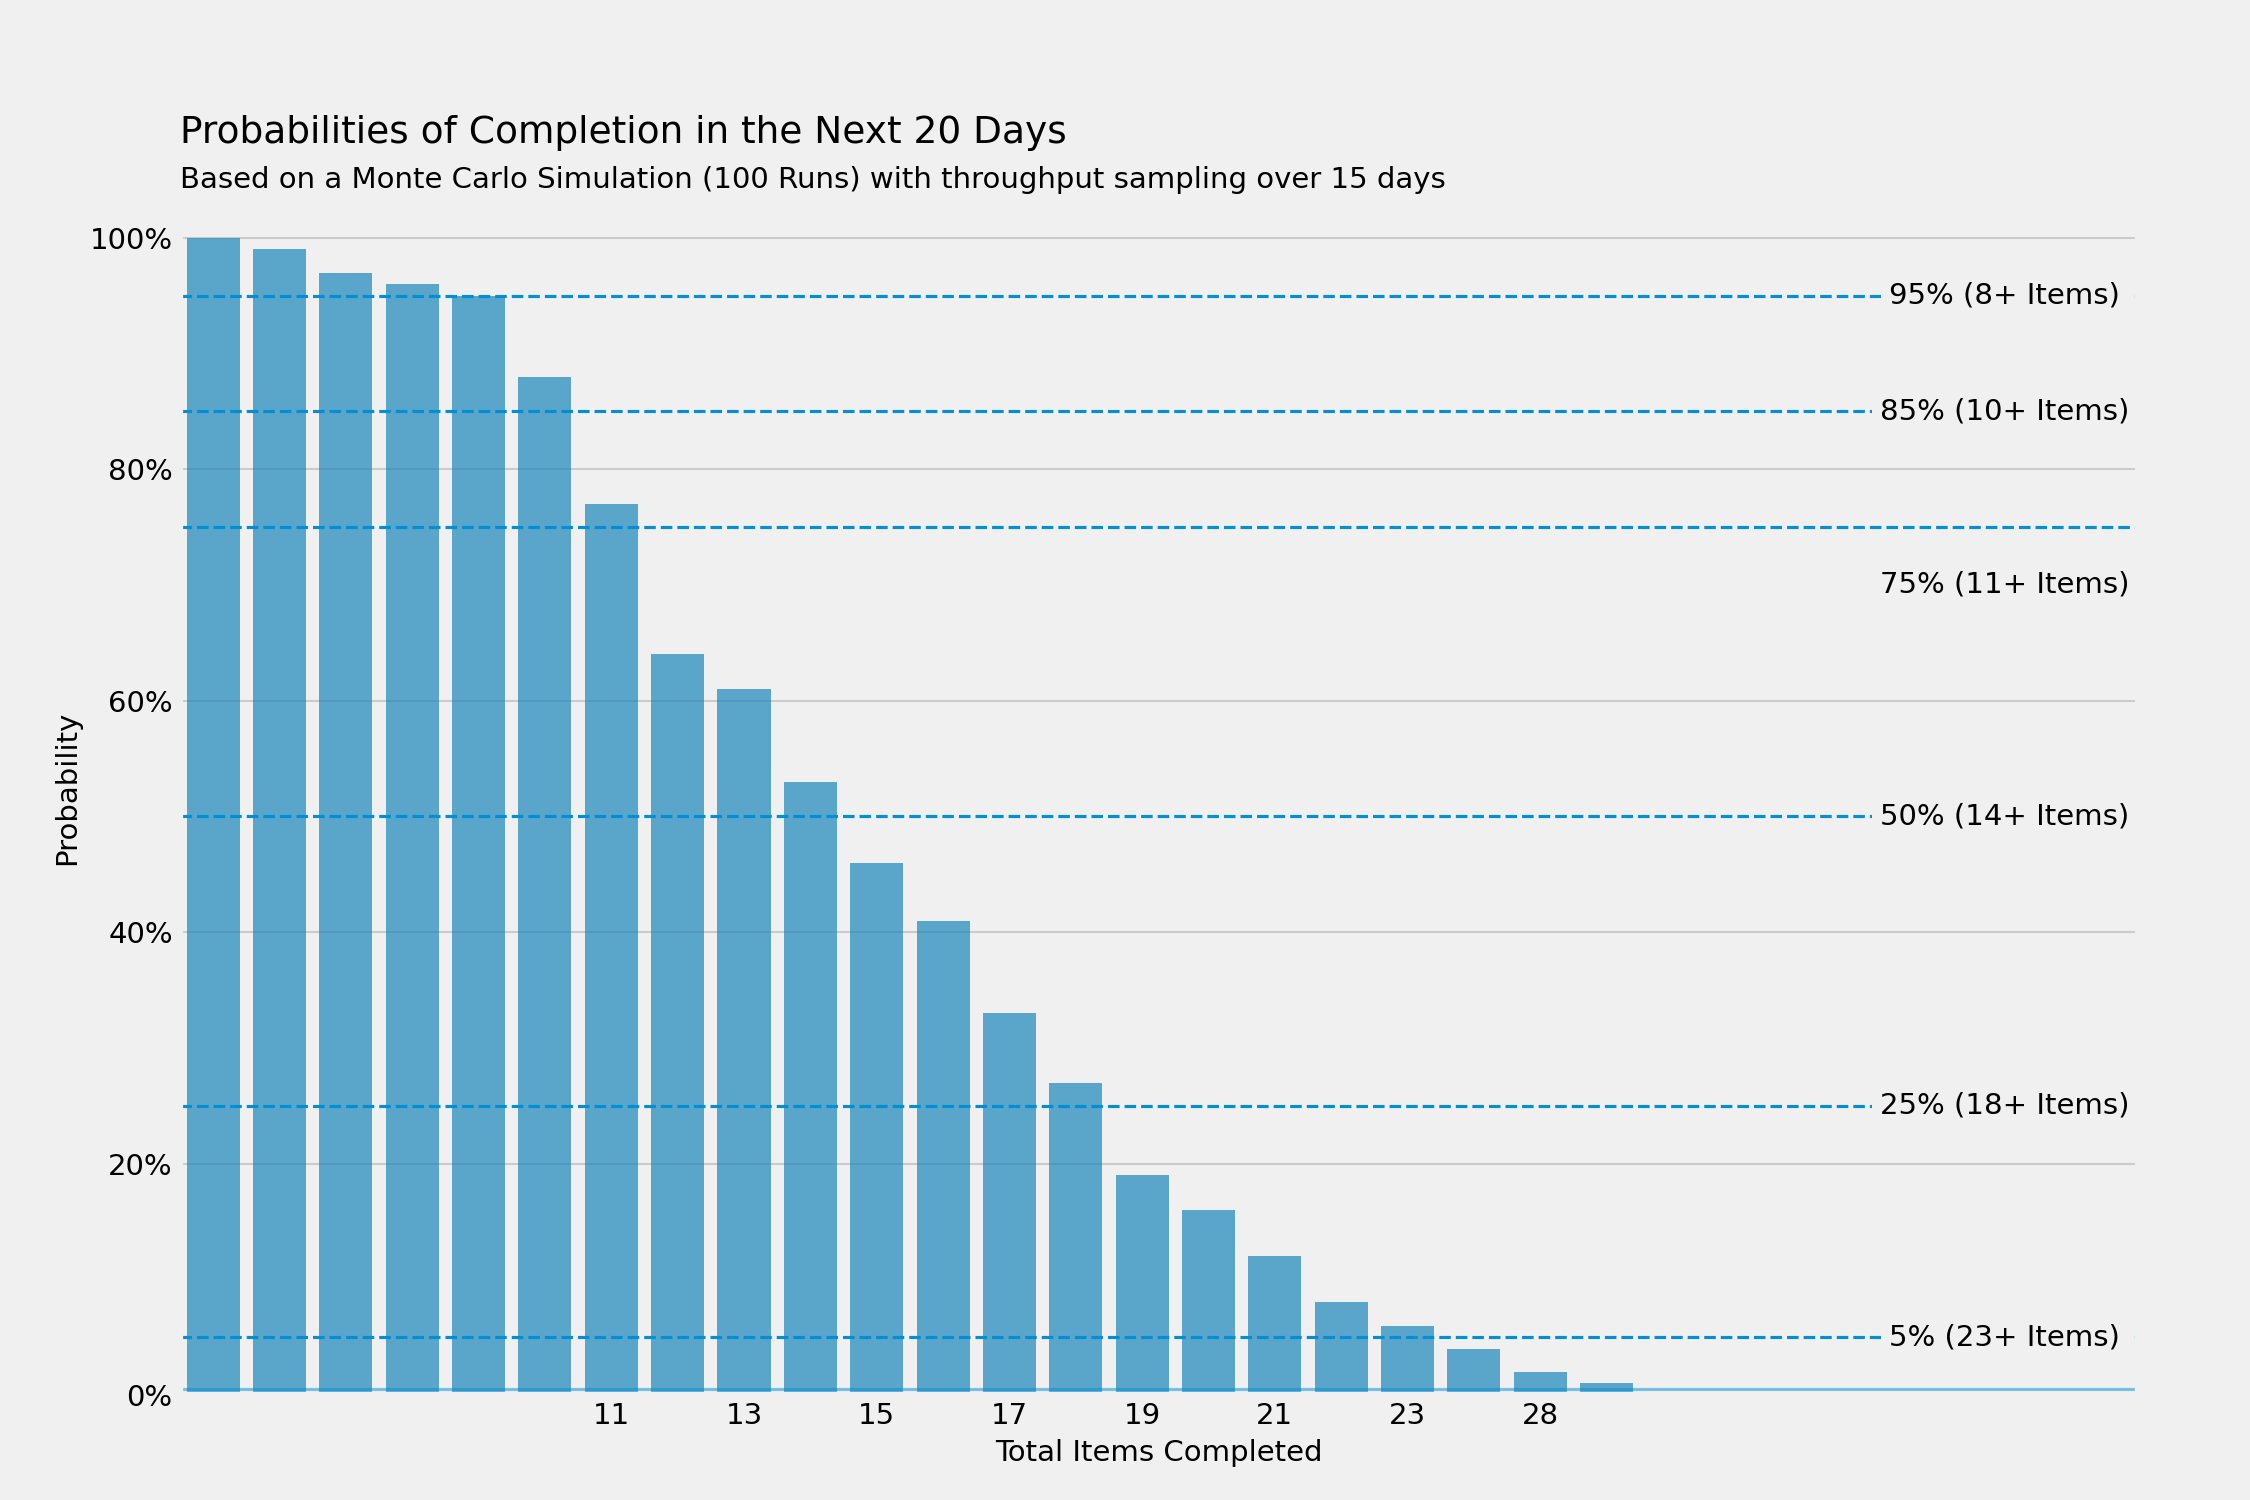 Probabilities of Completion in the Next 20 Days
Based on a Monte Carlo Simulation (100 Runs) with throughput sampling over 15 days
100%
95% (8+ Items)
85% (10+ Items)
80%
75% (11+ Items)
60%
Probability
50% (14+ Items)
40%
25% (18+ Items)
20%
5% (23+ Items)
0%
11 13 15 17 19 21 23 28
Total Items Completed